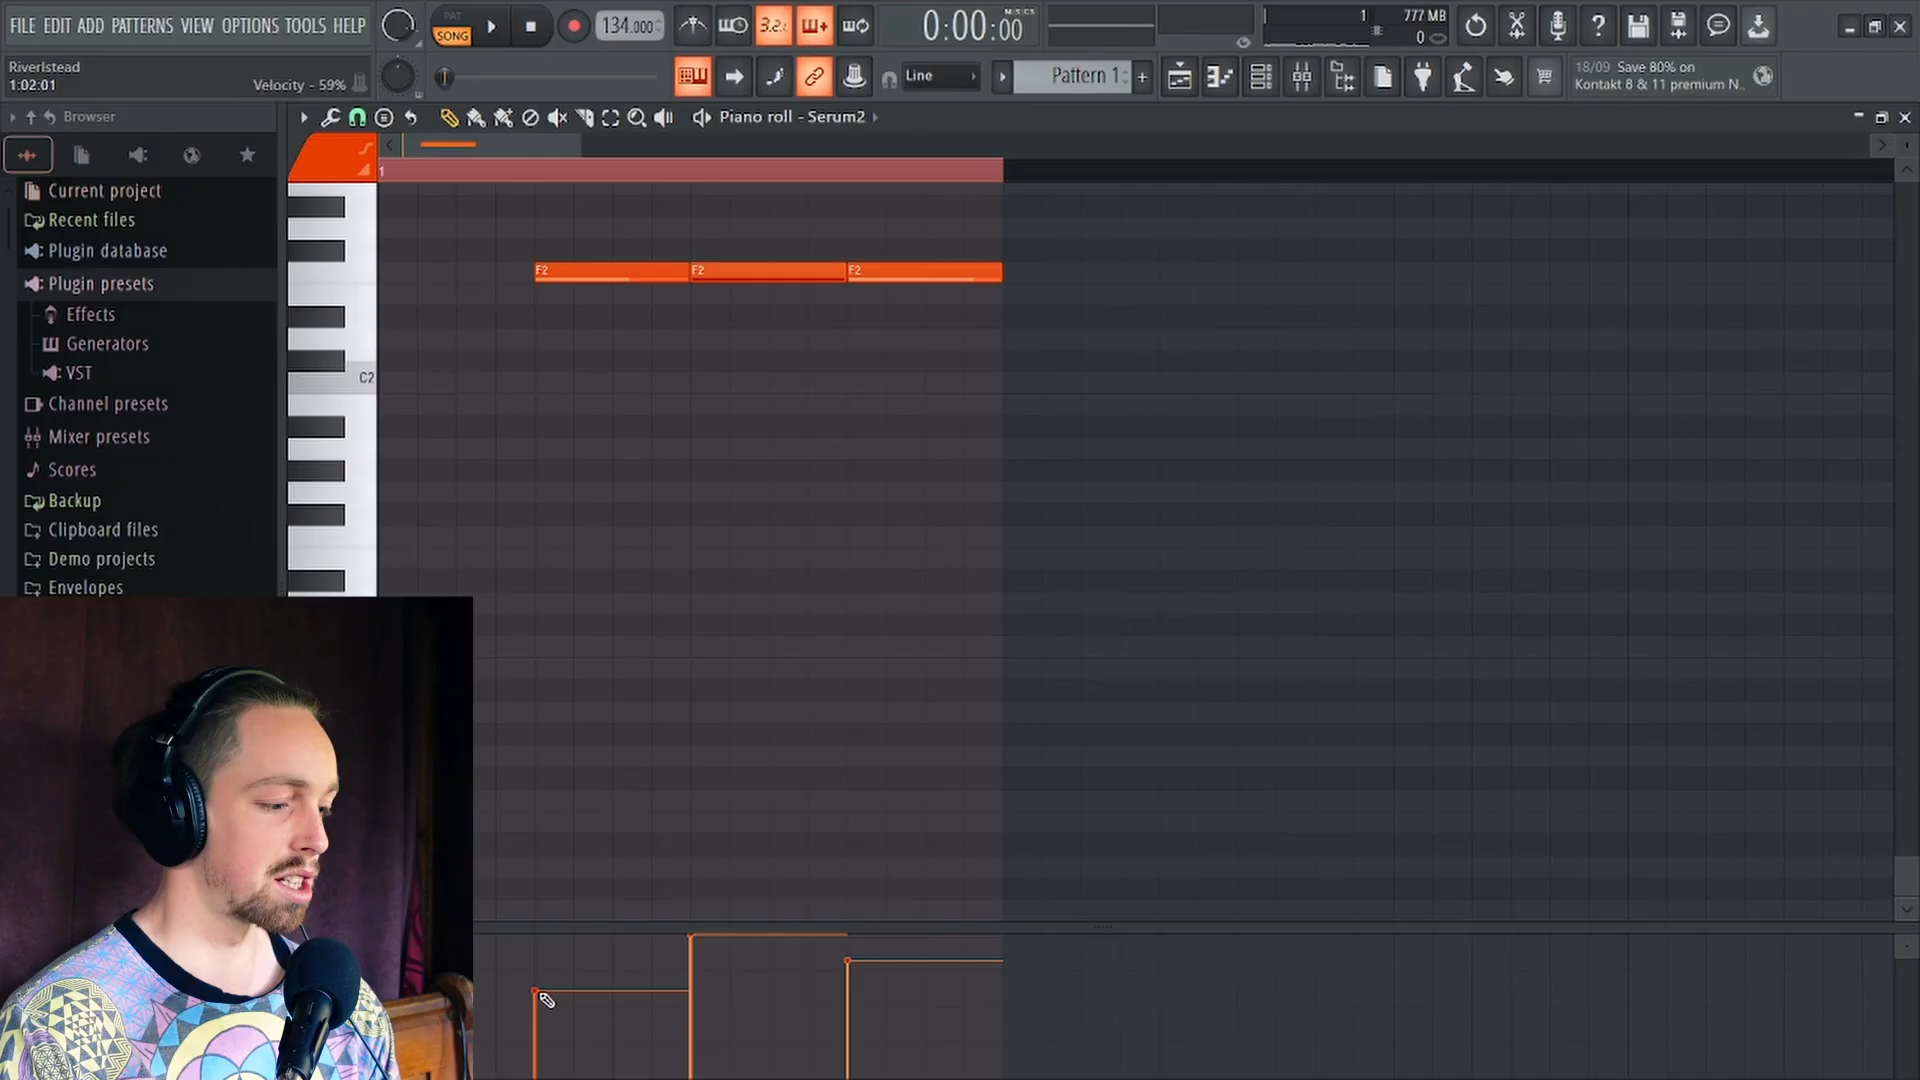 FILE EDIT ADD PATTERNS VIEW OPTIONS TOOLS HELP
PAT
SONG
134.000
3.2.
0:00:00
M:S:CS
1
777 MB
0
Riverlstead
1:02:01
Velocity - 59%
Line
Pattern 1
+
18/09 Save 80% on
Kontakt 8 & 11 premium N..
Browser
Piano roll - Serum2
1
Current project
Recent files
Plugin database
Plugin presets
Effects
Generators
VST
Channel presets
Mixer presets
Scores
Backup
Clipboard files
Demo projects
Envelopes
F2
F2
F2
C2